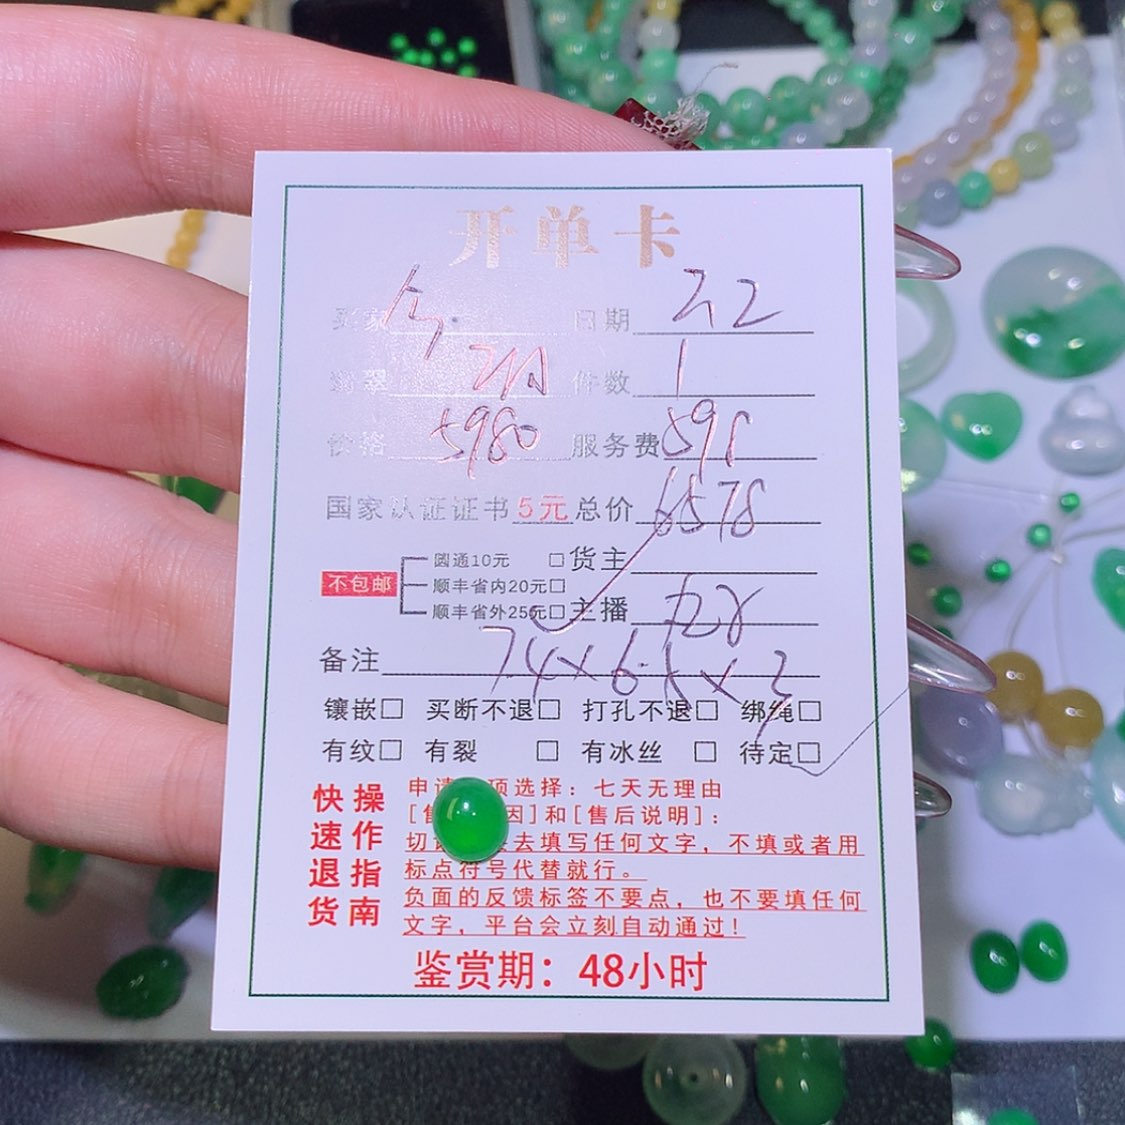 开单卡
买家 日期 22
翡翠 件数 1
价格 5980 服务费 598
国家认证证书5元 总价 6578
圆通10元 □ 货主
不包邮 顺丰省内20元□
顺丰省外25元□ 主播
备注 7.4×6.5×3
镶嵌□ 买断不退□ 打孔不退□ 绑绳□
有纹□ 有裂 □ 有冰丝 □ 待定□
快速退货 操作指南
申请 项选择：七天无理由
[售 因]和[售后说明]：
切 去填写任何文字，不填或者用
标点符号代替就行。
负面的反馈标签不要点，也不要填任何
文字，平台会立刻自动通过！
鉴赏期：48小时